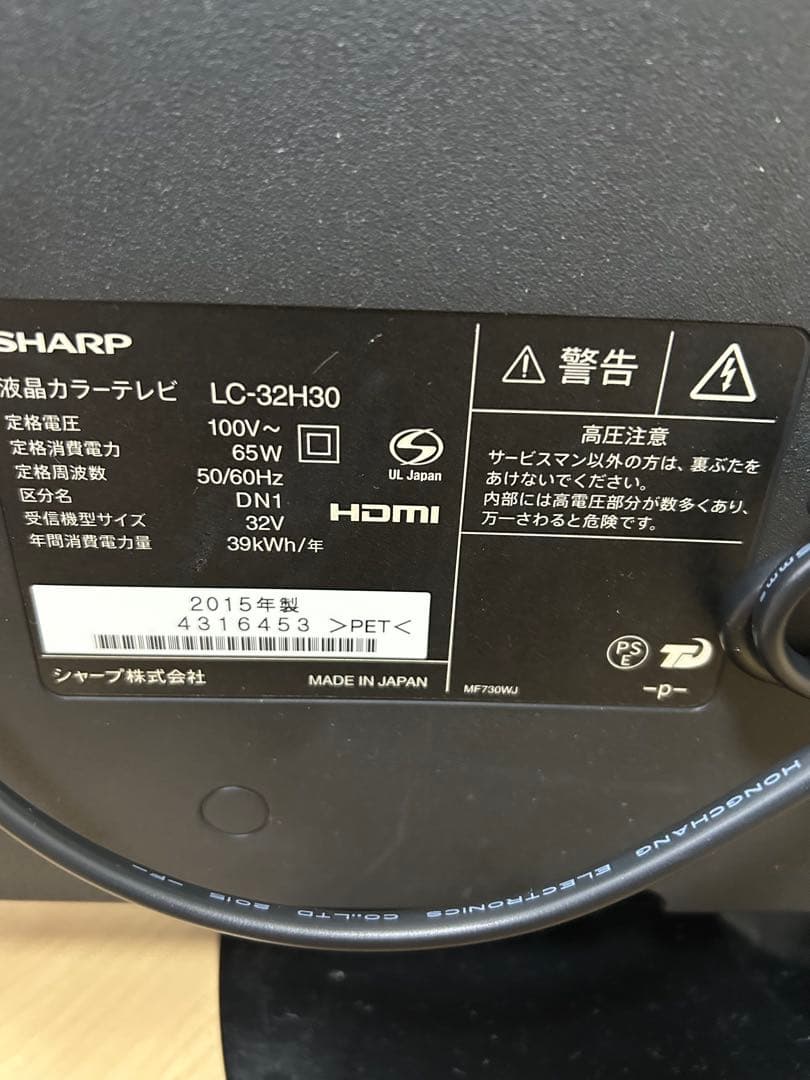 SHARP
液晶カラーテレビ LC-32H30
定格電圧 100V～
定格消費電力 65W
定格周波数 50/60Hz
区分名 DN1
受信機型サイズ 32V
年間消費電力量 39kWh/年
UL Japan
HDMI
2015年製
4316453 >PET<
シャープ株式会社 MADE IN JAPAN
警告
高圧注意
サービスマン以外の方は、裏ぶたを
あけないでください。
内部には高電圧部分が数多くあり、
万一さわると危険です。
PS
E
-p-
MF730WJ
HONGCHANG ELECTRONICS CO.,LTD 2015 -F-